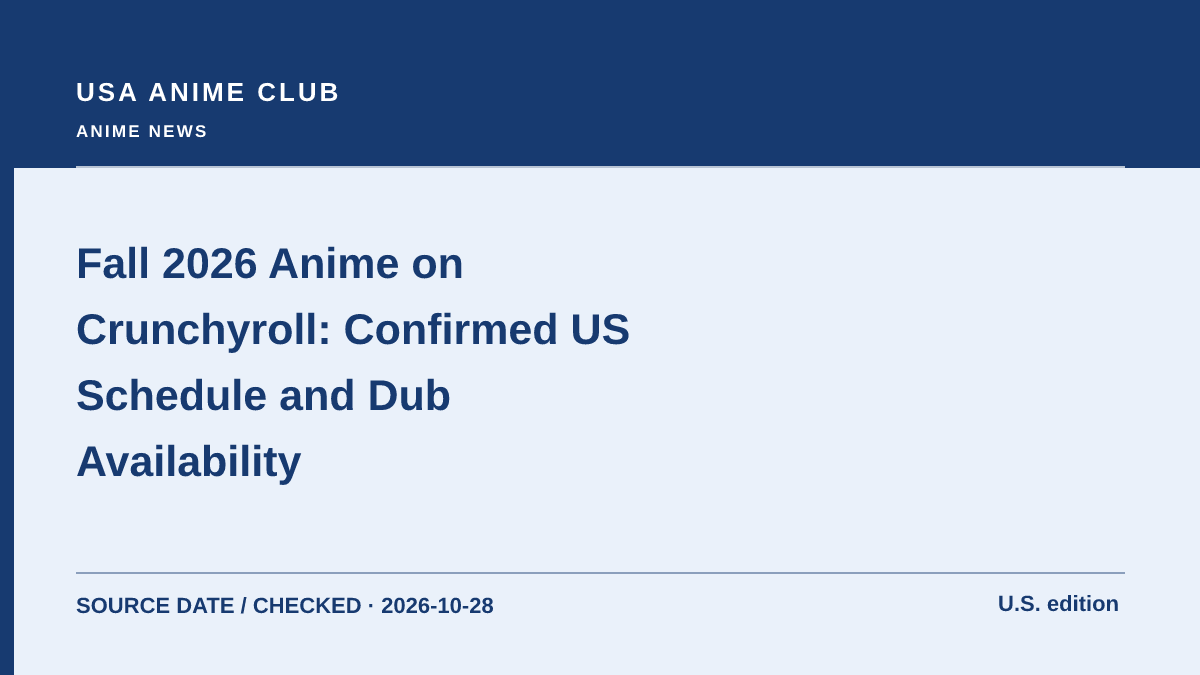 USA ANIME CLUB
ANIME NEWS
Fall 2026 Anime on
Crunchyroll: Confirmed US
Schedule and Dub
Availability
SOURCE DATE / CHECKED · 2026-10-28
U.S. edition